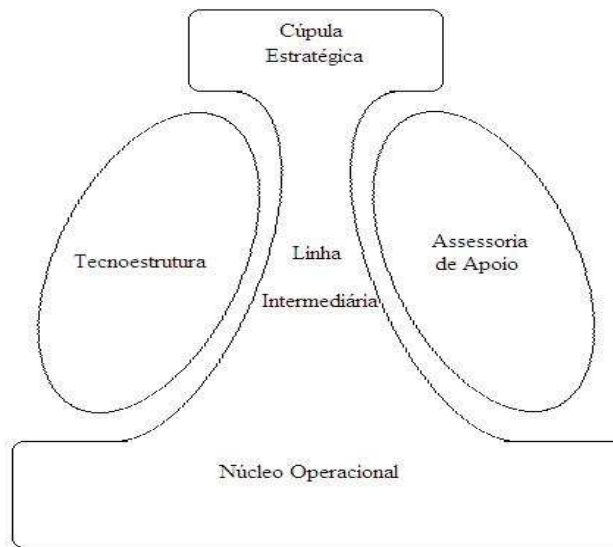 Cúpula
Estratégica
Tecnoestrutura
Linha
Intermediária
Assessoria
de Apoio
Núcleo Operacional